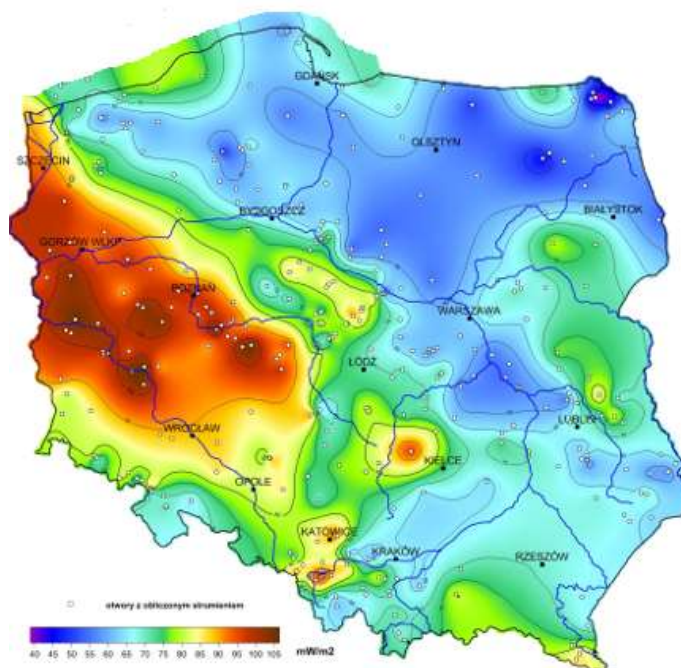 GDAŃSK
OLSZTYN
SZCZECIN
BYDGOSZCZ
BIAŁYSTOK
GORZÓW WLKP
POZNAŃ
WARSZAWA
ŁÓDŹ
LUBLIN
WROCŁAW
KIELCE
OPOLE
KATOWICE
KRAKÓW
RZESZÓW
otwory z obliczonym strumieniem
40 45 50 55 60 65 70 75 80 85 90 95 100 105 mW/m2